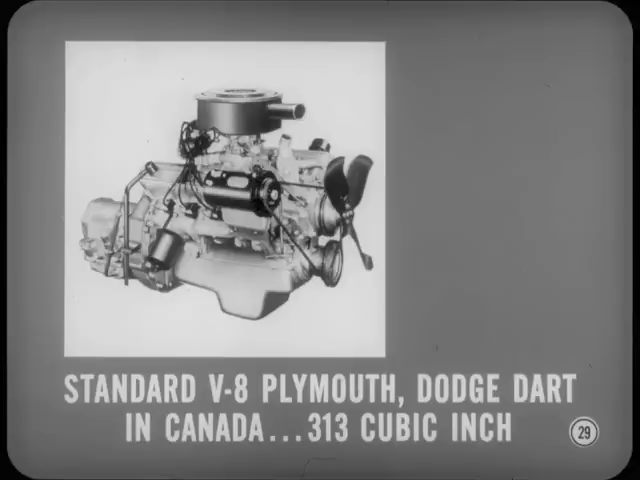 STANDARD V-8 PLYMOUTH, DODGE DART
IN CANADA...313 CUBIC INCH
29